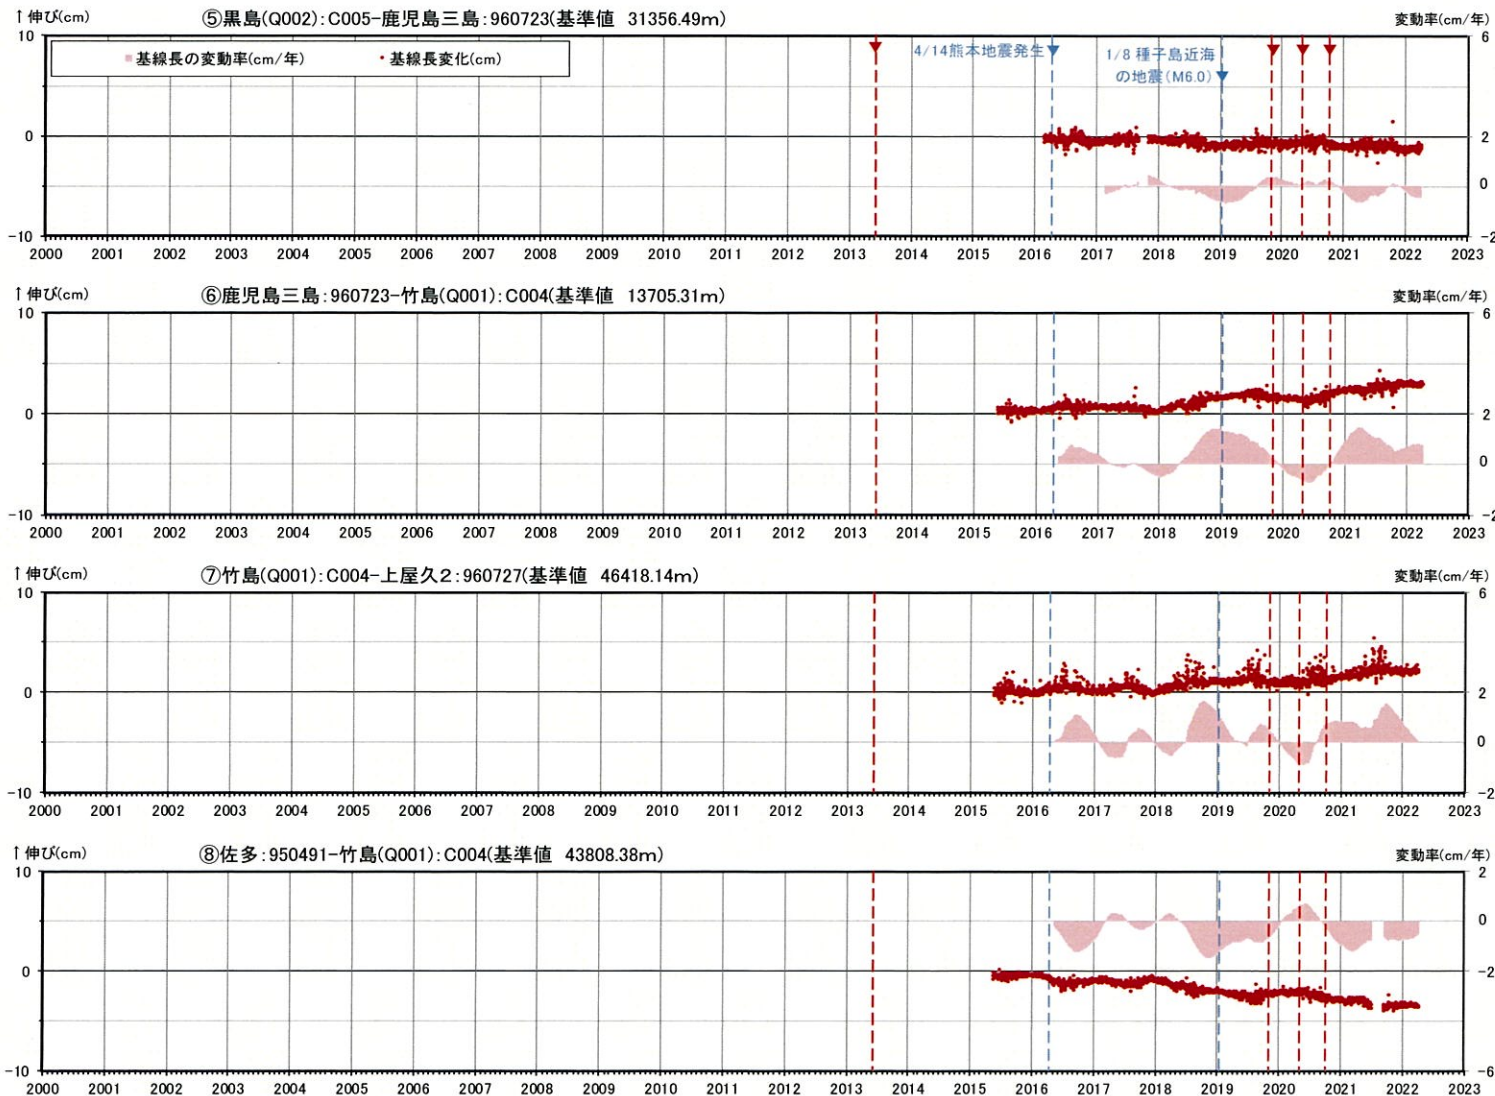 ↑伸び(cm) ⑤黒島(Q002):C005-鹿児島三島:960723(基準値 31356.49m) 変動率(cm/年)
10 6
基線長の変動率(cm/年) 基線長変化(cm)
4/14熊本地震発生
1/8 種子島近海
の地震(M6.0)
0 2
0
-10 -2
2000 2001 2002 2003 2004 2005 2006 2007 2008 2009 2010 2011 2012 2013 2014 2015 2016 2017 2018 2019 2020 2021 2022 2023
↑伸び(cm) ⑥鹿児島三島:960723-竹島(Q001):C004(基準値 13705.31m) 変動率(cm/年)
10 6
0 2
0
-10 -2
2000 2001 2002 2003 2004 2005 2006 2007 2008 2009 2010 2011 2012 2013 2014 2015 2016 2017 2018 2019 2020 2021 2022 2023
↑伸び(cm) ⑦竹島(Q001):C004-上屋久2:960727(基準値 46418.14m) 変動率(cm/年)
10 6
0 2
0
-10 -2
2000 2001 2002 2003 2004 2005 2006 2007 2008 2009 2010 2011 2012 2013 2014 2015 2016 2017 2018 2019 2020 2021 2022 2023
↑伸び(cm) ⑧佐多:950491-竹島(Q001):C004(基準値 43808.38m) 変動率(cm/年)
10 2
0
0 -2
-10 -6
2000 2001 2002 2003 2004 2005 2006 2007 2008 2009 2010 2011 2012 2013 2014 2015 2016 2017 2018 2019 2020 2021 2022 2023